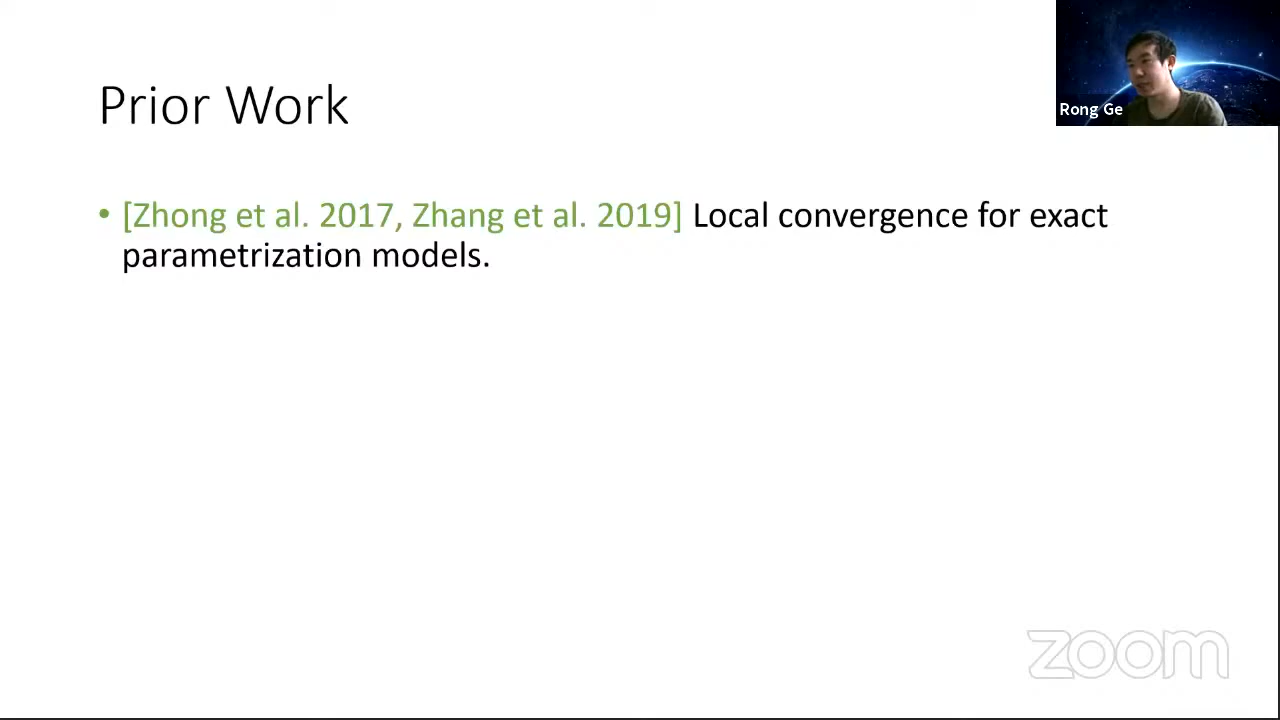 Prior Work
Rong Ge
• [Zhong et al. 2017, Zhang et al. 2019] Local convergence for exact
parametrization models.
zoom